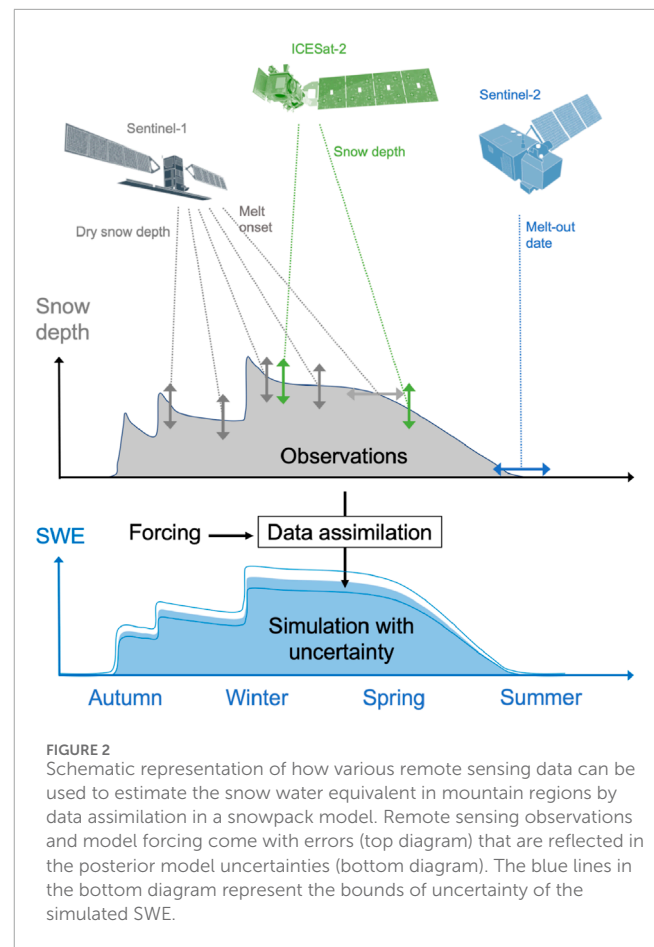 ICESat-2
Sentinel-1
Sentinel-2
Snow depth
Melt
onset
Dry snow depth
Melt-out
date
Snow
depth
Observations
SWE
Forcing
Data assimilation
Simulation with
uncertainty
Autumn
Winter
Spring
Summer
FIGURE 2
Schematic representation of how various remote sensing data can be
used to estimate the snow water equivalent in mountain regions by
data assimilation in a snowpack model. Remote sensing observations
and model forcing come with errors (top diagram) that are reflected in
the posterior model uncertainties (bottom diagram). The blue lines in
the bottom diagram represent the bounds of uncertainty of the
simulated SWE.